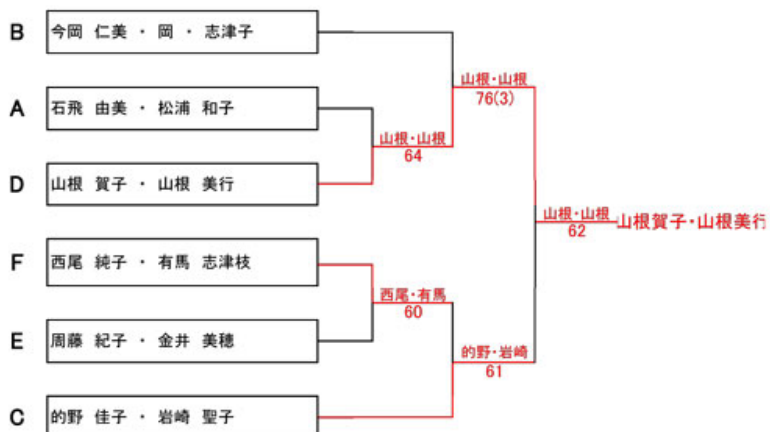 B 今岡 仁美 ・ 岡 ・ 志津子
山根・山根
76(3)
A 石飛 由美 ・ 松浦 和子
山根・山根
64
D 山根 賀子 ・ 山根 美行
山根・山根 山根賀子・山根美行
62
F 西尾 純子 ・ 有馬 志津枝
西尾・有馬
60
E 周藤 紀子 ・ 金井 美穂
的野・岩崎
61
C 的野 佳子 ・ 岩崎 聖子